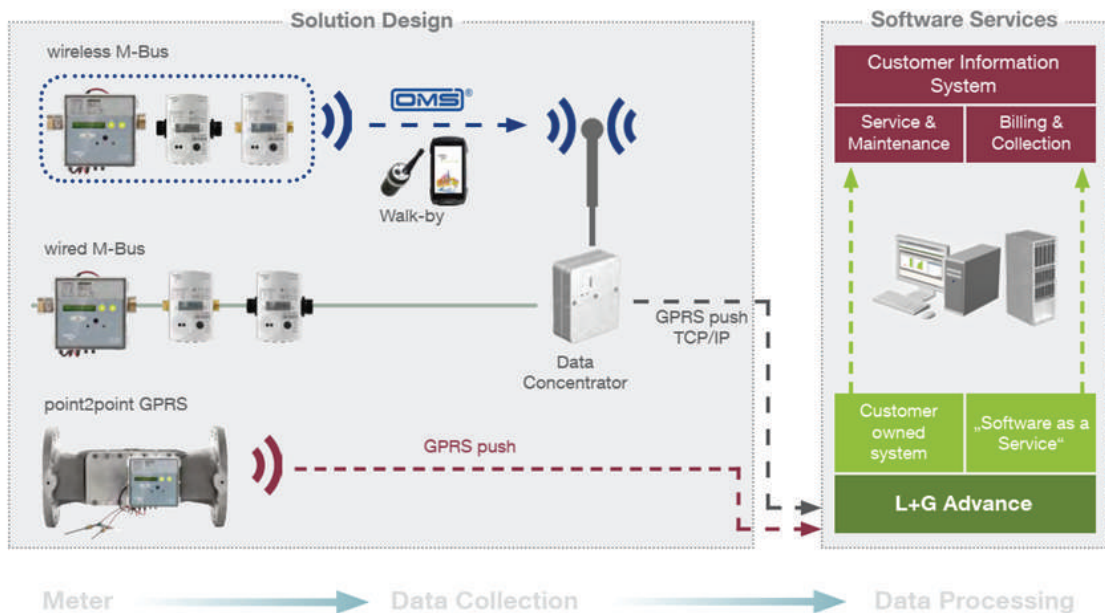 Solution Design
Software Services
wireless M-Bus
OMS®
Walk-by
wired M-Bus
GPRS push
TCP/IP
Data
Concentrator
point2point GPRS
GPRS push
Customer Information
System
Service &
Maintenance
Billing &
Collection
Customer
owned
system
„Software as a
Service“
L+G Advance
Meter
Data Collection
Data Processing